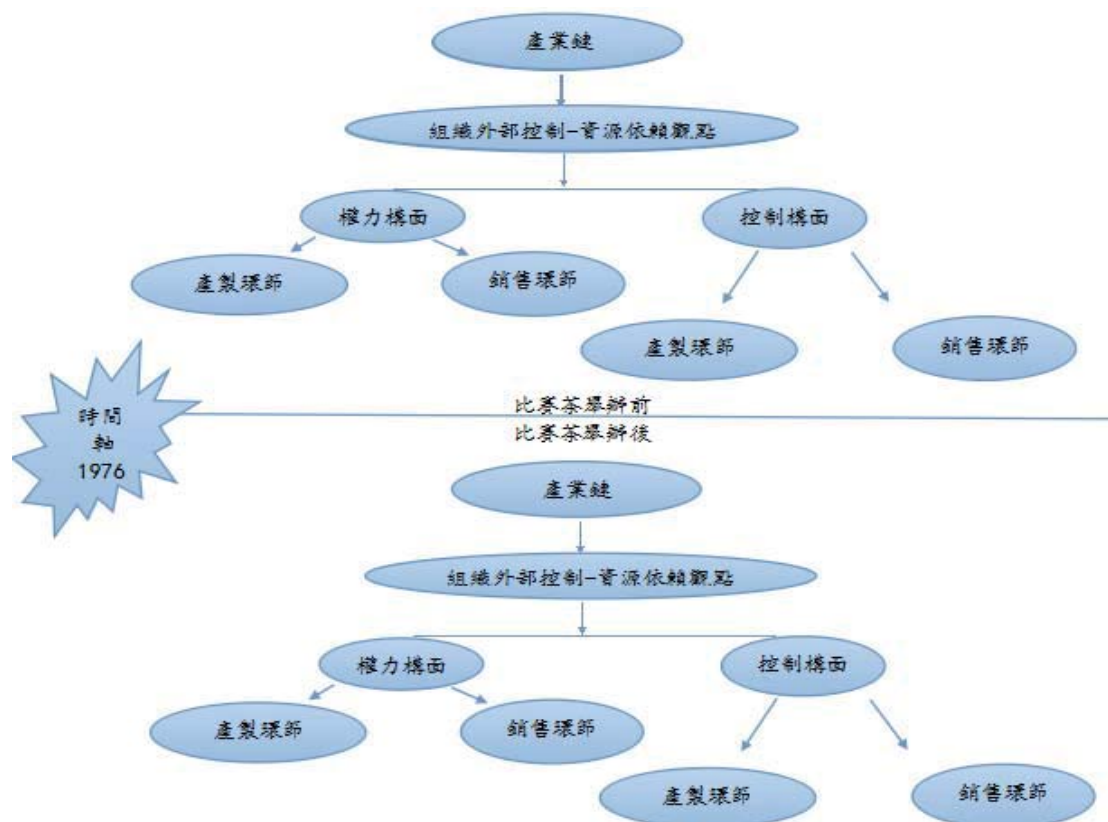 產業鏈
組織外部控制-資源依賴觀點
權力構面
控制構面
產製環節
銷售環節
產製環節
銷售環節
時間
軸
1976
比賽茶舉辦前
比賽茶舉辦後
產業鏈
組織外部控制-資源依賴觀點
權力構面
控制構面
產製環節
銷售環節
產製環節
銷售環節